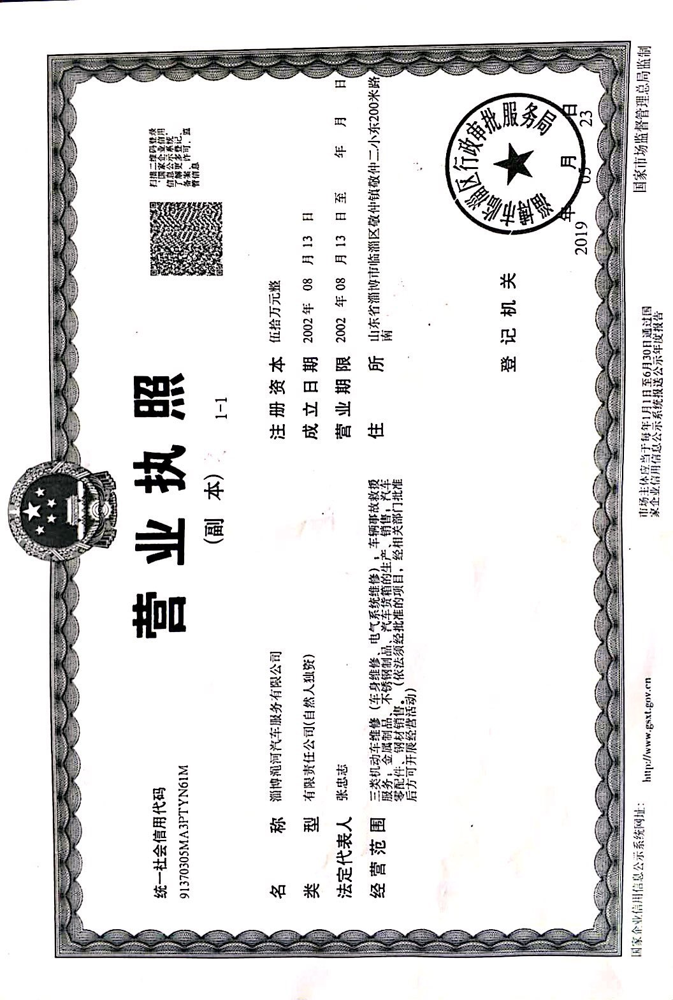 营业执照
(副 本)
1-1
统一社会信用代码
91370305MA3PTYN61M
扫描二维码登录
“国家企业信用
信息公示系统”
了解更多登记、
备案、许可、监
管信息
名 称 淄博渑河汽车服务有限公司
类 型 有限责任公司(自然人独资)
法定代表人 张忠志
经营范围 三类机动车维修（车身维修、电气系统维修），车辆事故救援
服务；金属制品、不锈钢制品、汽车货箱的生产、销售，汽车
零配件、钢材销售。（依法须经批准的项目，经相关部门批准
后方可开展经营活动）
注册资本 伍拾万元整
成立日期 2002 年 08 月 13 日
营业期限 2002 年 08 月 13 日 至 年 月 日
住 所 山东省淄博市临淄区敬仲镇敬仲二小东200米路
南
登记机关
淄博市临淄区行政审批服务局
2019 年 05 月 23 日
国家企业信用信息公示系统网址： http://www.gsxt.gov.cn
市场主体应当于每年1月1日至6月30日通过国
家企业信用信息公示系统报送公示年度报告
国家市场监督管理总局监制